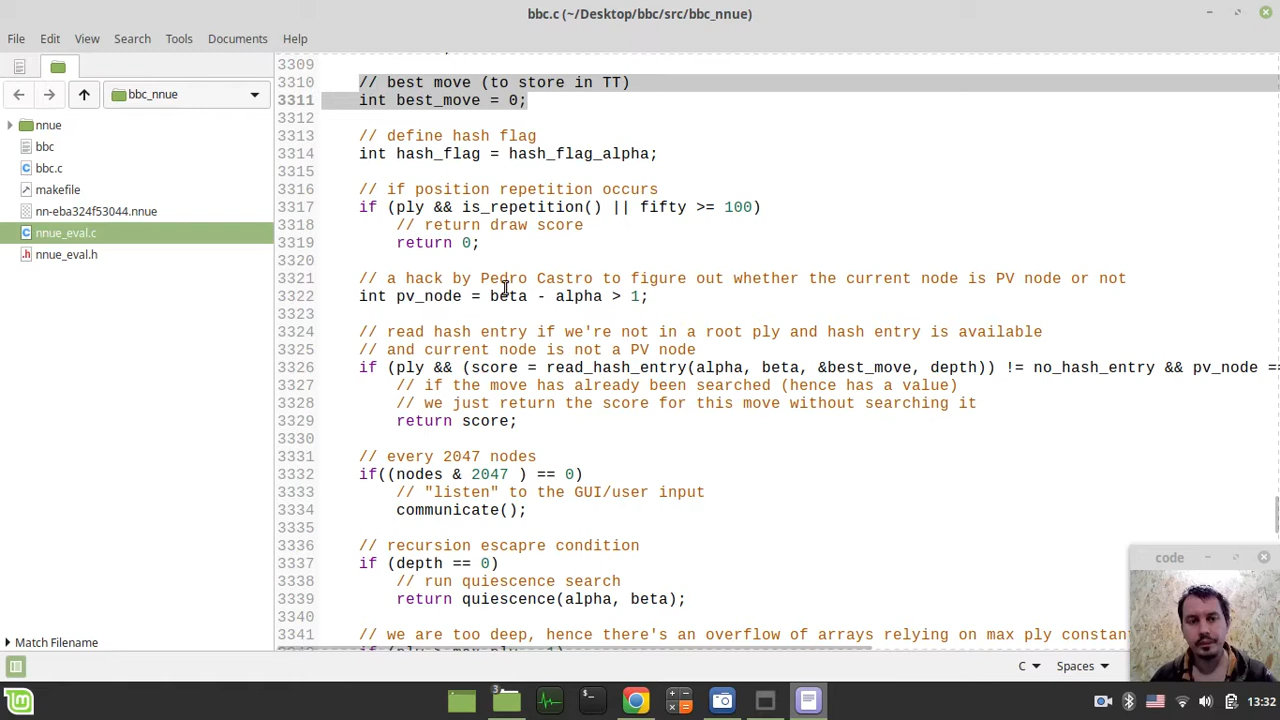 bbc.c (~/Desktop/bbc/src/bbc_nnue)
File Edit View Search Tools Documents Help
bbc_nnue
nnue
bbc
bbc.c
makefile
nn-eba324f53044.nnue
nnue_eval.c
nnue_eval.h
Match Filename
3309
3310 // best move (to store in TT)
3311 int best_move = 0;
3312
3313 // define hash flag
3314 int hash_flag = hash_flag_alpha;
3315
3316 // if position repetition occurs
3317 if (ply && is_repetition() || fifty >= 100)
3318 // return draw score
3319 return 0;
3320
3321 // a hack by Pedro Castro to figure out whether the current node is PV node or not
3322 int pv_node = beta - alpha > 1;
3323
3324 // read hash entry if we're not in a root ply and hash entry is available
3325 // and current node is not a PV node
3326 if (ply && (score = read_hash_entry(alpha, beta, &best_move, depth)) != no_hash_entry && pv_node ==
3327 // if the move has already been searched (hence has a value)
3328 // we just return the score for this move without searching it
3329 return score;
3330
3331 // every 2047 nodes
3332 if((nodes & 2047 ) == 0)
3333 // "listen" to the GUI/user input
3334 communicate();
3335
3336 // recursion escapre condition
3337 if (depth == 0)
3338 // run quiescence search
3339 return quiescence(alpha, beta);
3340
3341 // we are too deep, hence there's an overflow of arrays relying on max ply constan
code
C Spaces
3
13:32